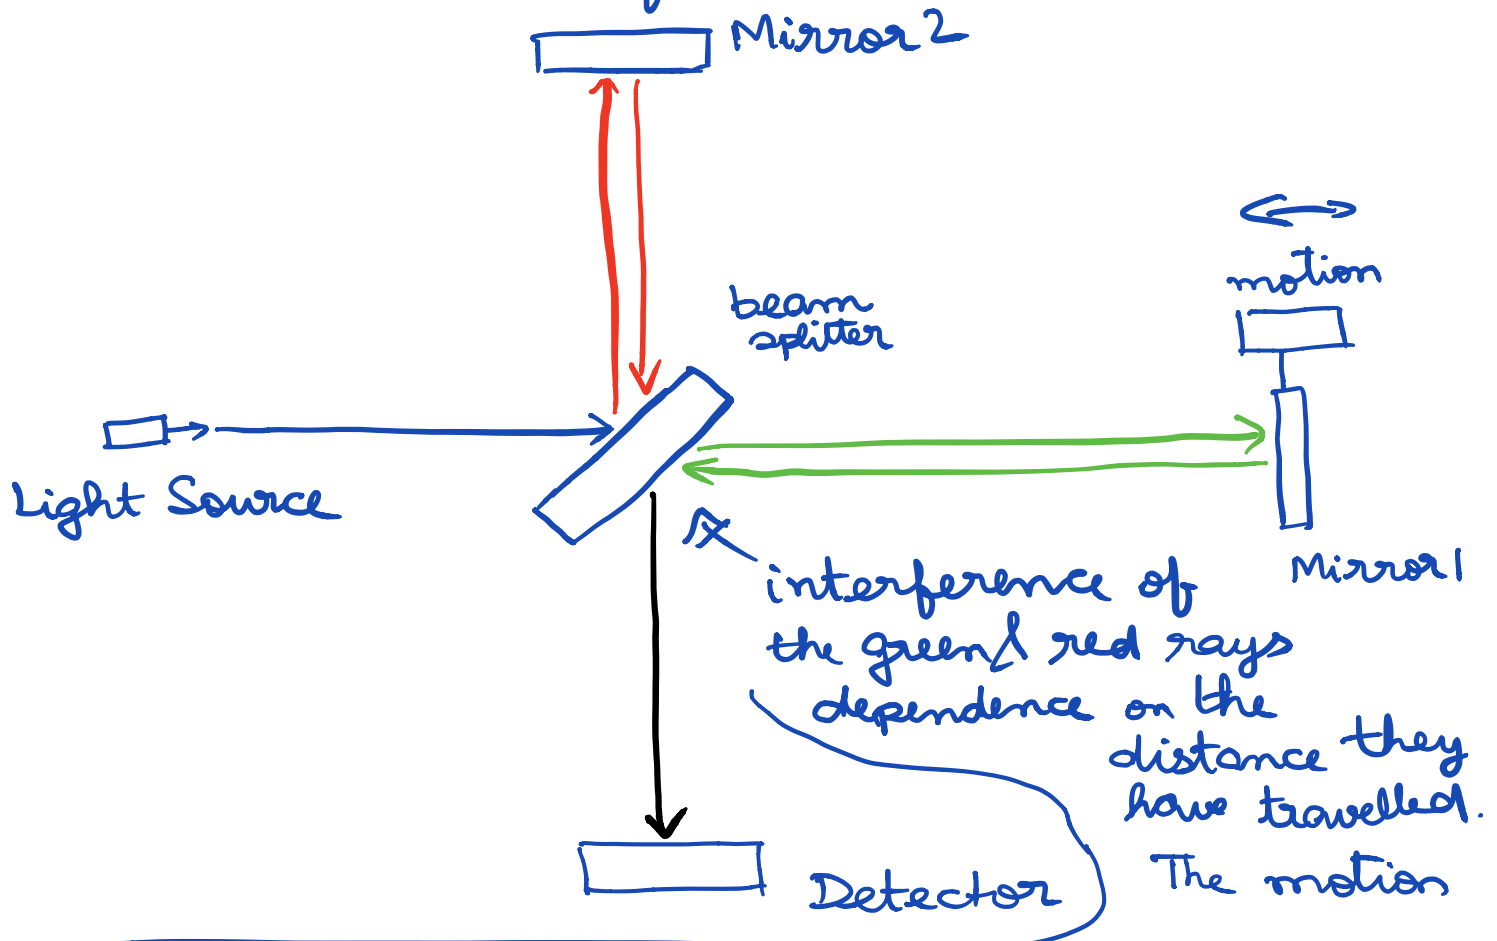 Mirror 2
motion
beam
splitter
Light Source
Mirror 1
interference of
the green & red rays
dependence on the
distance they
have travelled.
The motion
Detector